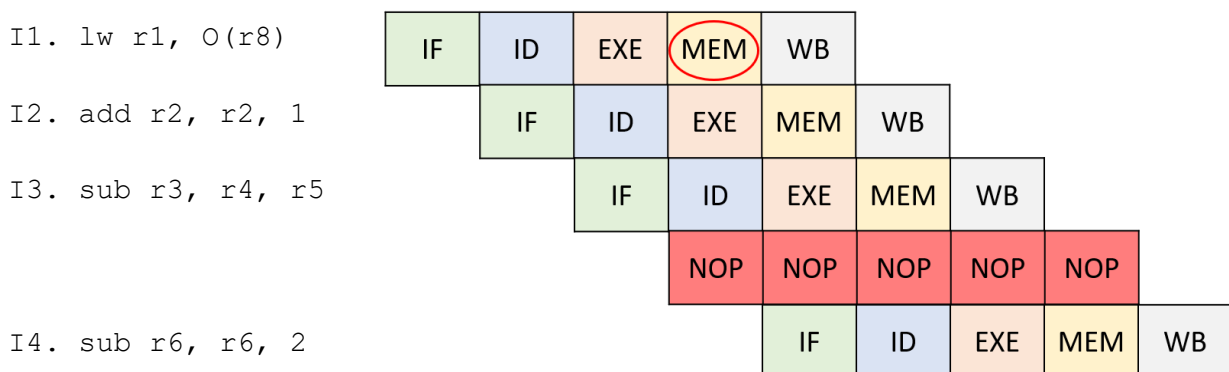 I1. lw r1, O(r8) IF ID EXE MEM WB
I2. add r2, r2, 1 IF ID EXE MEM WB
I3. sub r3, r4, r5 IF ID EXE MEM WB
NOP NOP NOP NOP NOP
I4. sub r6, r6, 2 IF ID EXE MEM WB